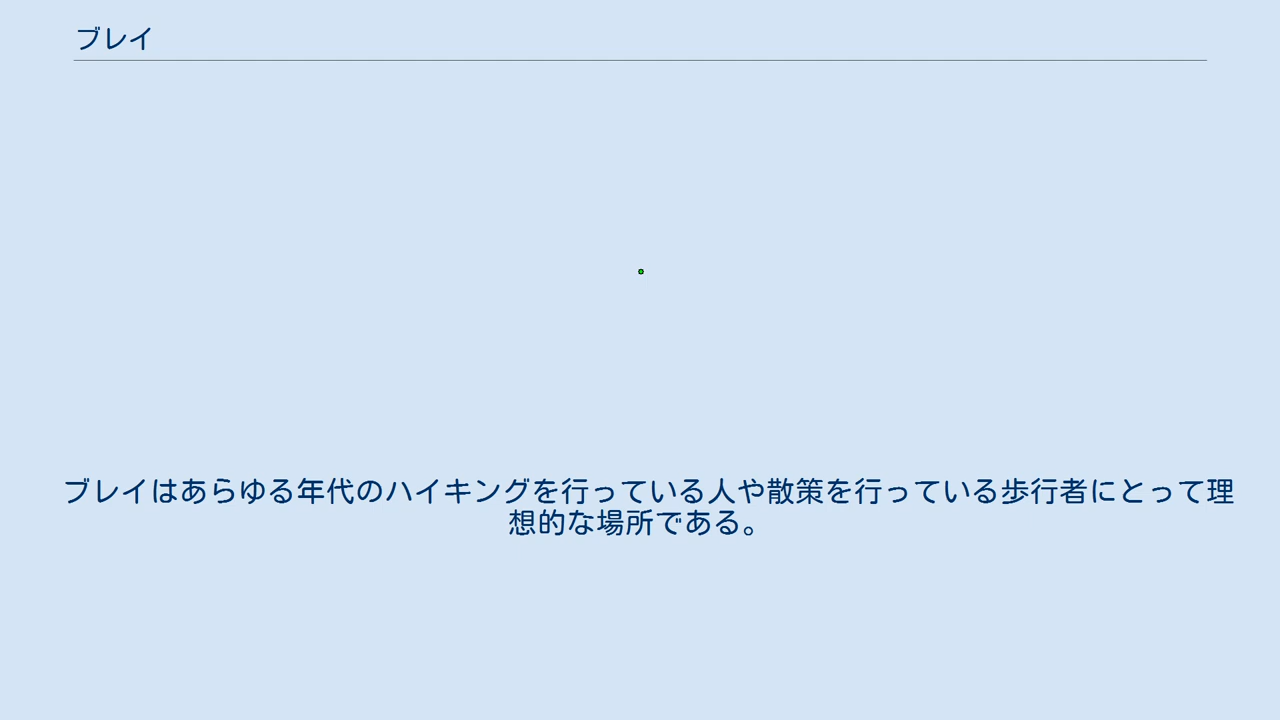 ブレイ
ブレイはあらゆる年代のハイキングを行っている人や散策を行っている歩行者にとって理
想的な場所である。